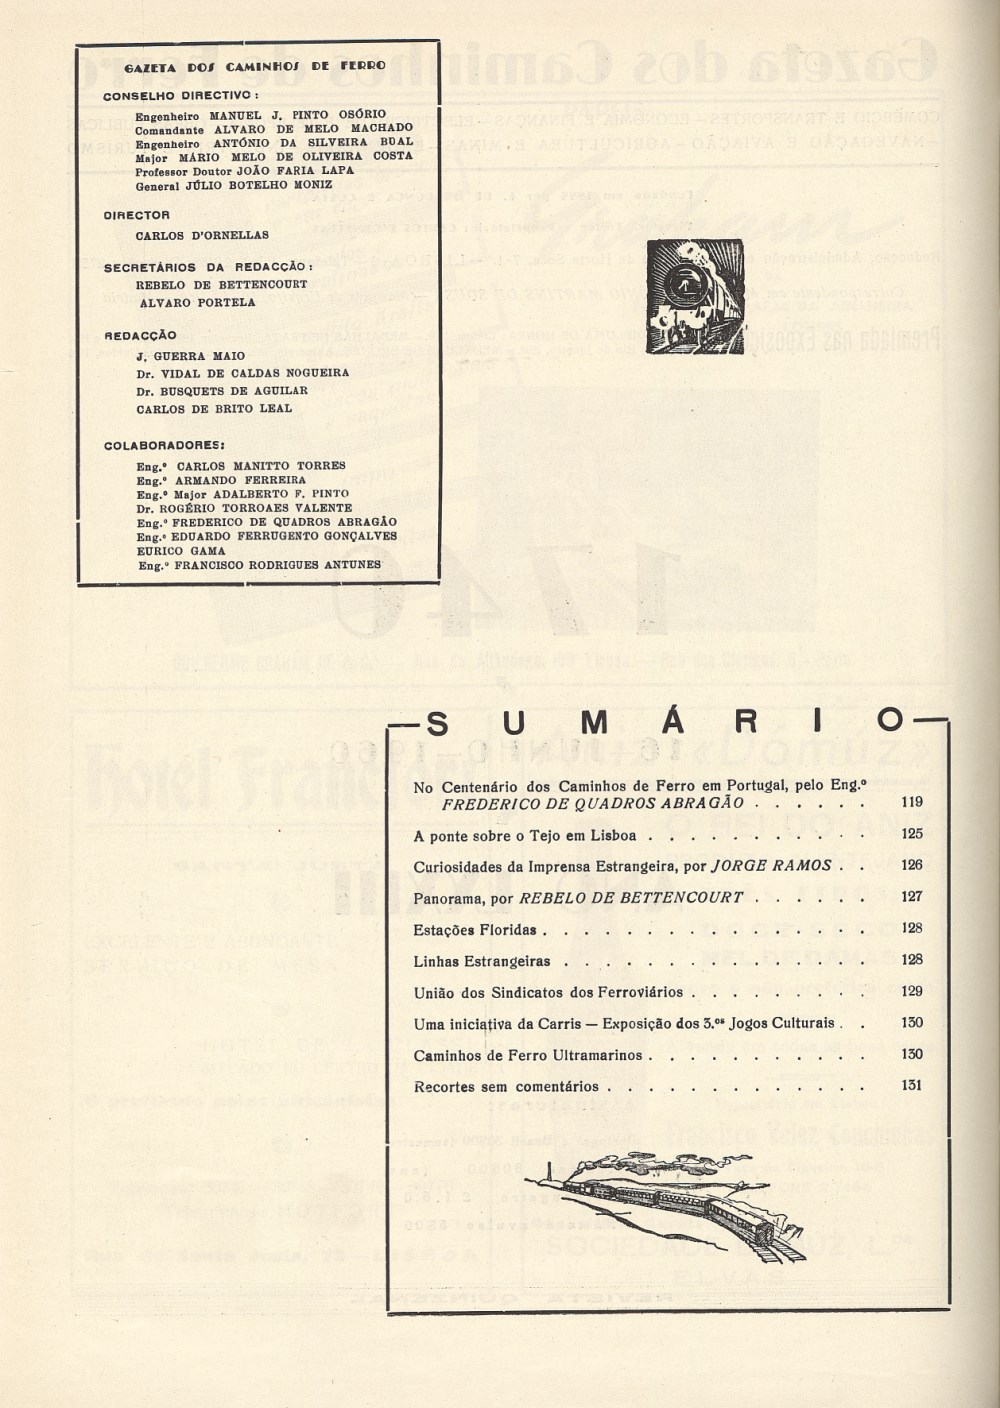 GAZETA DOS CAMINHOS DE FERRO
CONSELHO DIRECTIVO:
Engenheiro MANUEL J. PINTO OSÓRIO
Comandante ALVARO DE MELO MACHADO
Engenheiro ANTÓNIO DA SILVEIRA BUAL
Major MÁRIO MELO DE OLIVEIRA COSTA
Professor Doutor JOÃO FARIA LAPA
General JÚLIO BOTELHO MONIZ
DIRECTOR
CARLOS D'ORNELLAS
SECRETÁRIOS DA REDACÇÃO:
REBELO DE BETTENCOURT
ALVARO PORTELA
REDACÇÃO
J. GUERRA MAIO
Dr. VIDAL DE CALDAS NOGUEIRA
Dr. BUSQUETS DE AGUILAR
CARLOS DE BRITO LEAL
COLABORADORES:
Eng.º CARLOS MANITTO TORRES
Eng.º ARMANDO FERREIRA
Eng.º Major ADALBERTO F. PINTO
Dr. ROGÉRIO TORROAES VALENTE
Eng.º FREDERICO DE QUADROS ABRAGÃO
Eng.º EDUARDO FERRUGENTO GONÇALVES
EURICO GAMA
Eng.º FRANCISCO RODRIGUES ANTUNES
SUMÁRIO
No Centenário dos Caminhos de Ferro em Portugal, pelo Eng.º
FREDERICO DE QUADROS ABRAGÃO . . . . . . 119
A ponte sobre o Tejo em Lisboa . . . . . . . . . . 125
Curiosidades da Imprensa Estrangeira, por JORGE RAMOS . . 126
Panorama, por REBELO DE BETTENCOURT . . . . . . 127
Estações Floridas . . . . . . . . . . . . . . 128
Linhas Estrangeiras . . . . . . . . . . . . . 128
União dos Sindicatos dos Ferroviários . . . . . . . . 129
Uma iniciativa da Carris — Exposição dos 3.ºs Jogos Culturais . . 130
Caminhos de Ferro Ultramarinos . . . . . . . . . . 130
Recortes sem comentários . . . . . . . . . . . . 131